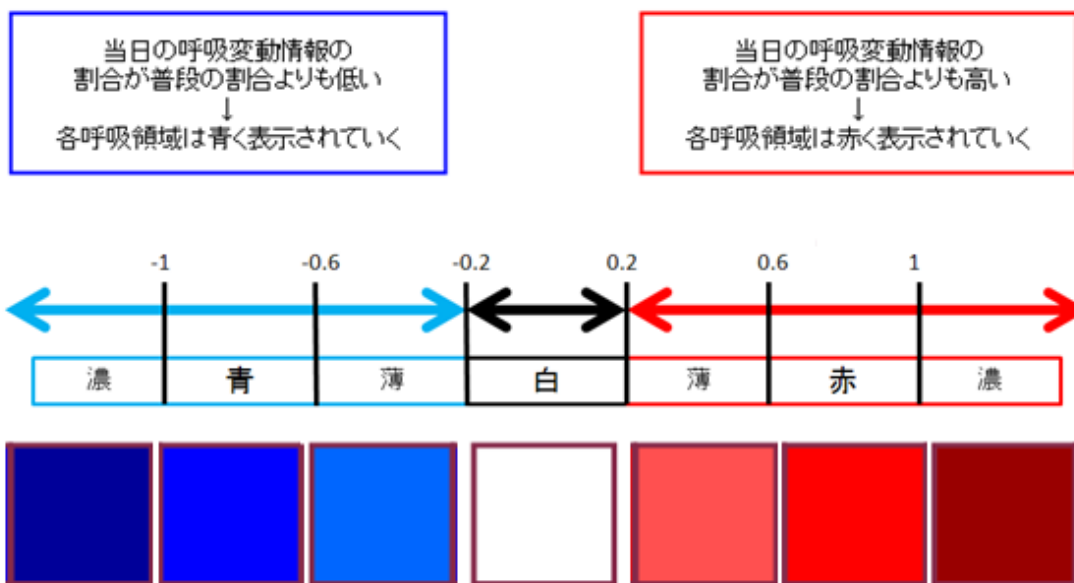 当日の呼吸変動情報の
割合が普段の割合よりも低い
↓
各呼吸領域は青く表示されていく
当日の呼吸変動情報の
割合が普段の割合よりも高い
↓
各呼吸領域は赤く表示されていく
-1 -0.6 -0.2 0.2 0.6 1
濃 青 薄 白 薄 赤 濃